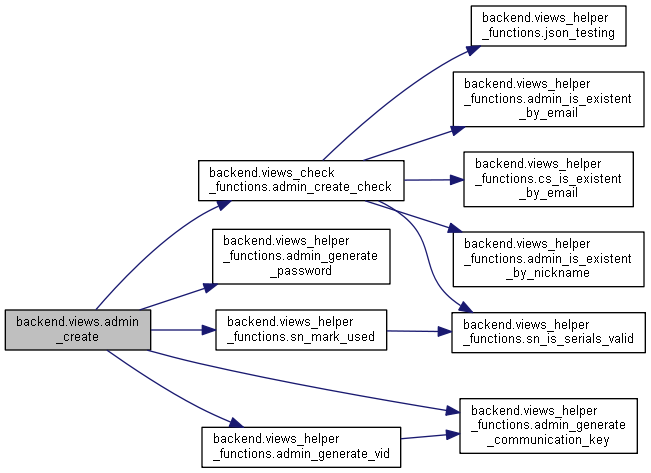 backend.views_helper
_functions.json_testing
backend.views_helper
_functions.admin_is_existent
_by_email
backend.views_check
_functions.admin_create_check
backend.views_helper
_functions.cs_is_existent
_by_email
backend.views_helper
_functions.admin_generate
_password
backend.views_helper
_functions.admin_is_existent
_by_nickname
backend.views.admin
_create
backend.views_helper
_functions.sn_mark_used
backend.views_helper
_functions.sn_is_serials_valid
backend.views_helper
_functions.admin_generate
_communication_key
backend.views_helper
_functions.admin_generate_vid